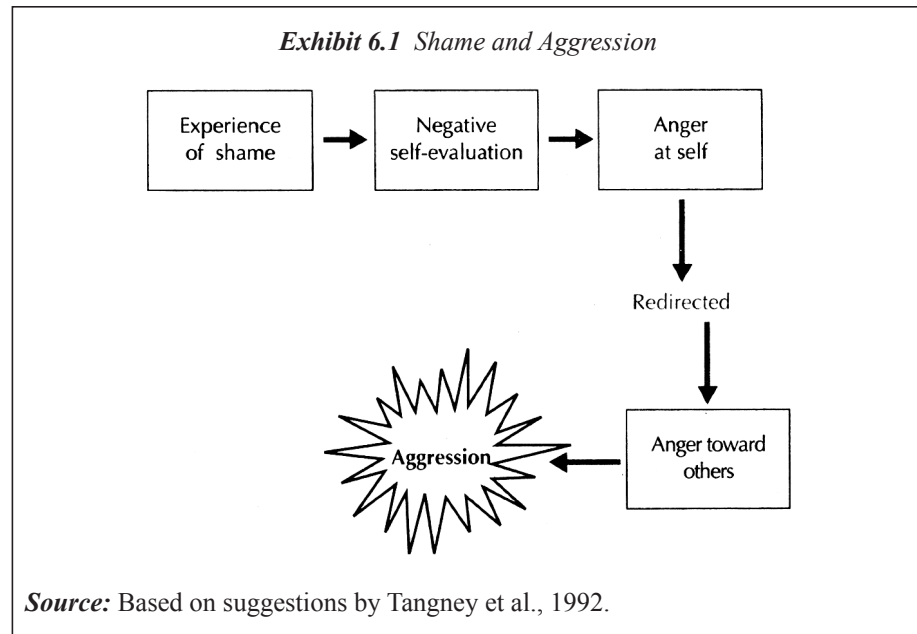 Exhibit 6.1 Shame and Aggression
Experience
of shame
Negative
self-evaluation
Anger
at self
Redirected
Anger toward
others
Aggression
Source: Based on suggestions by Tangney et al., 1992.